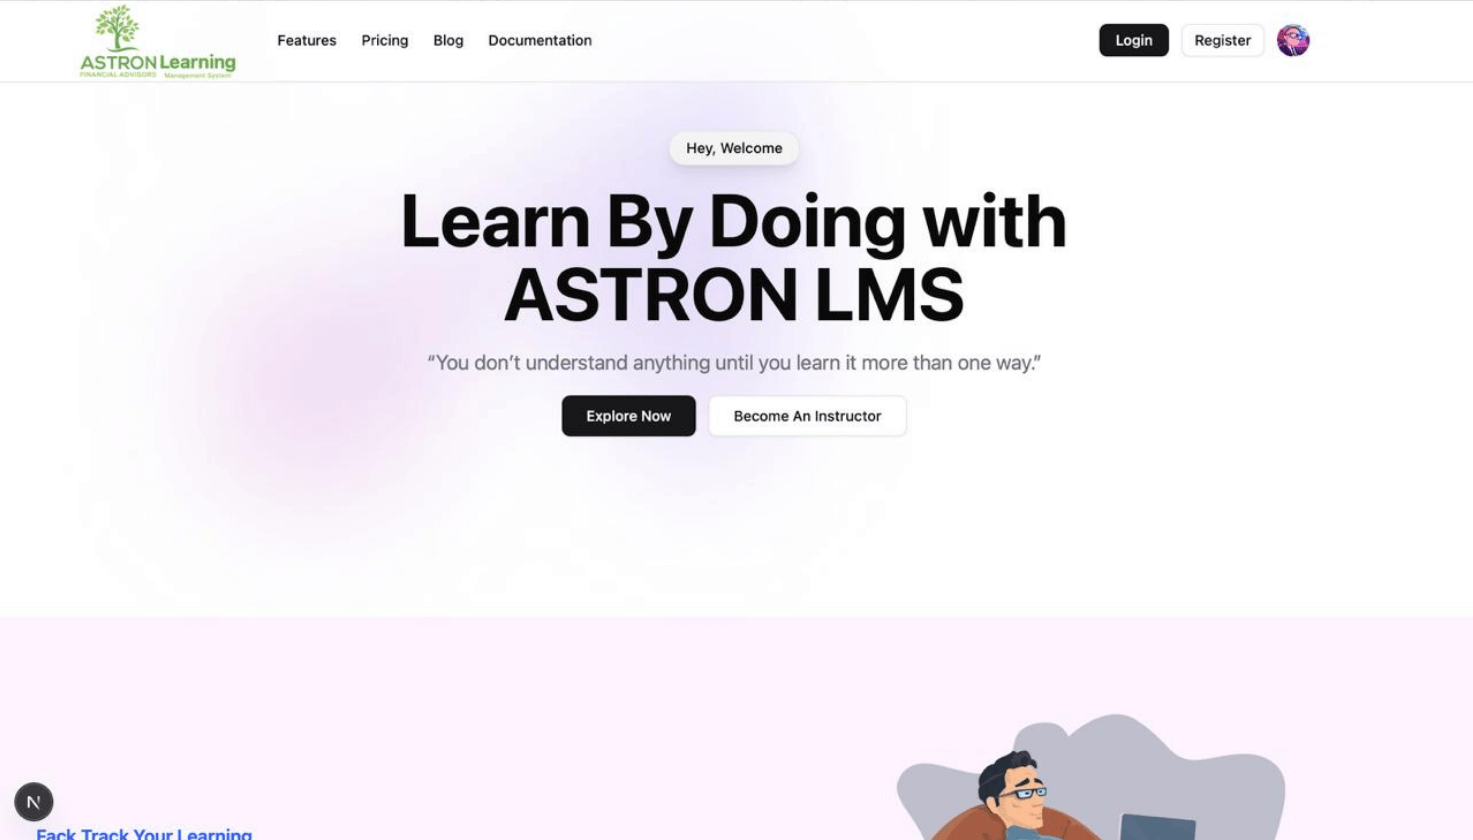 ASTRON Learning
FINANCIAL ADVISORS Management System
Features Pricing Blog Documentation
Login Register
Hey, Welcome
Learn By Doing with
ASTRON LMS
“You don’t understand anything until you learn it more than one way.”
Explore Now Become An Instructor
N
Fack Track Your Learning